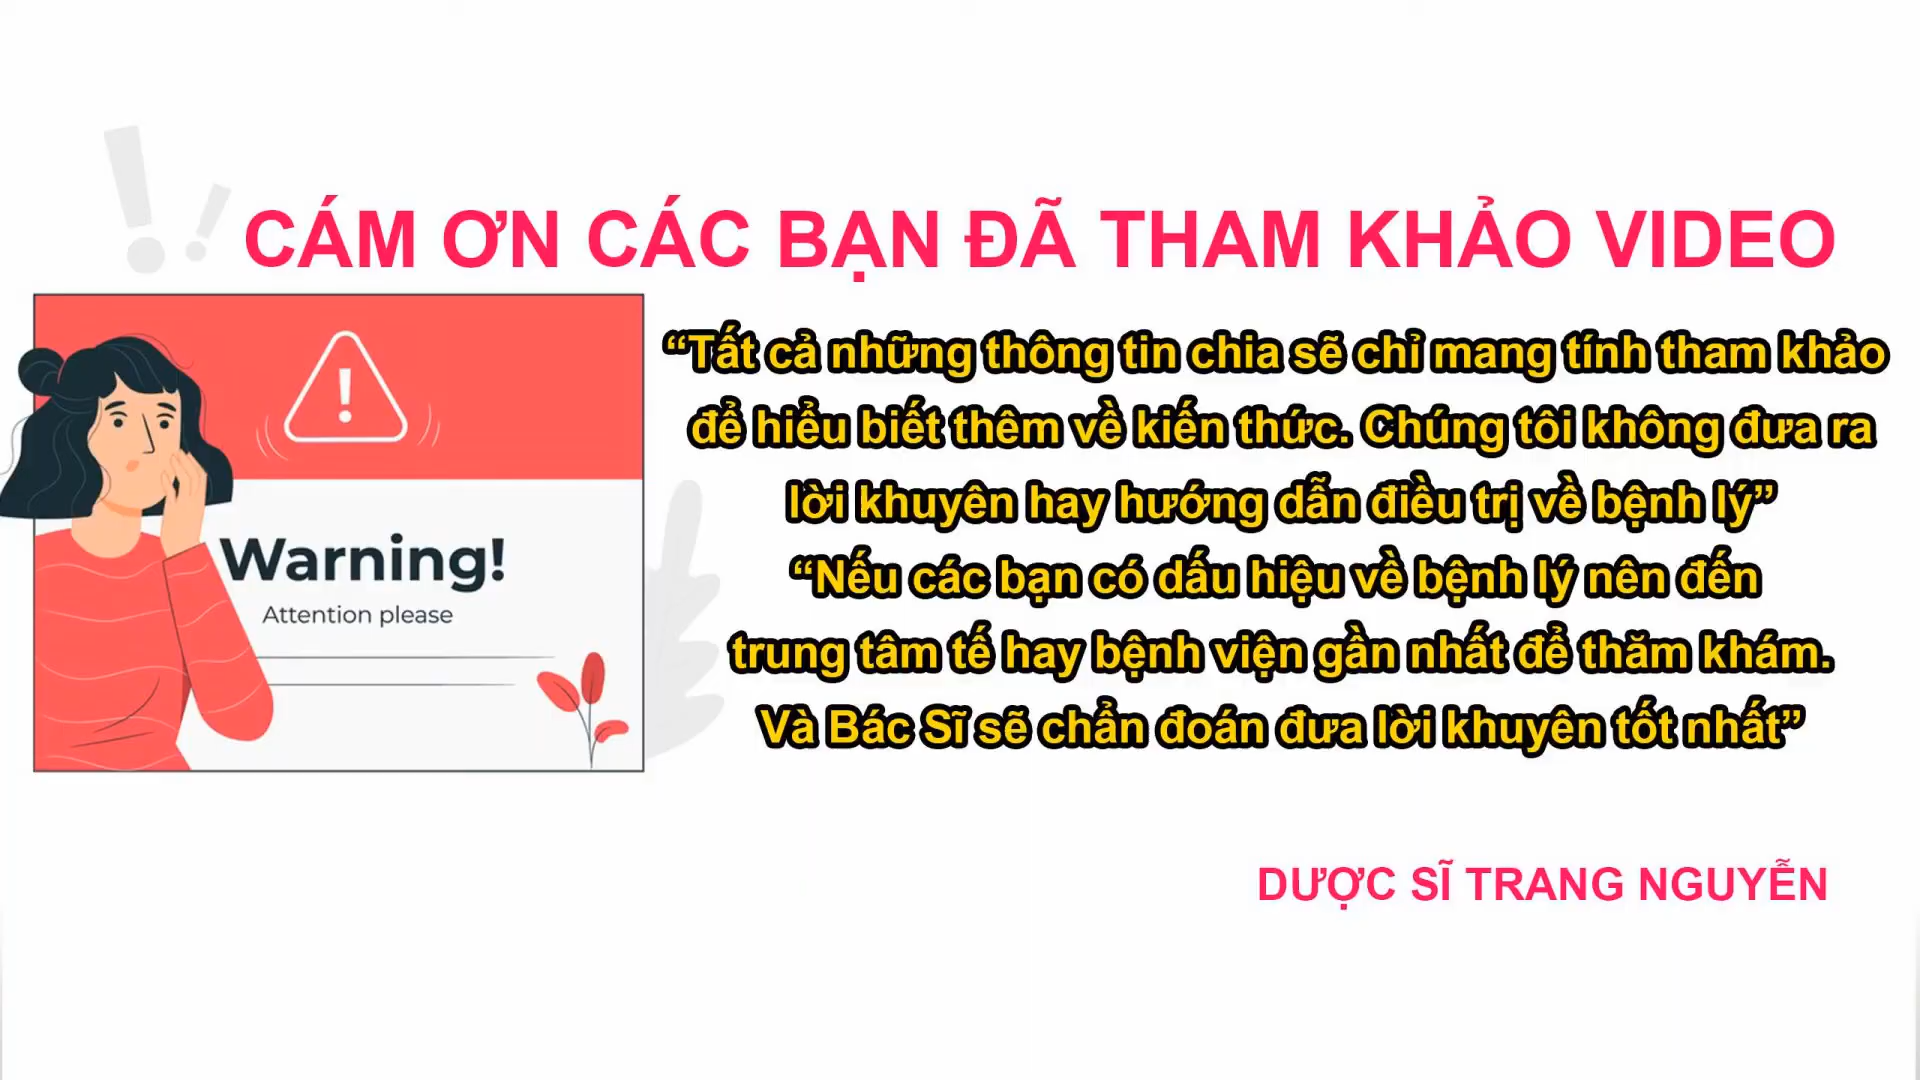 CÁM ƠN CÁC BẠN ĐÃ THAM KHẢO VIDEO
Warning!
Attention please
“Tất cả những thông tin chia sẽ chỉ mang tính tham khảo
để hiểu biết thêm về kiến thức. Chúng tôi không đưa ra
lời khuyên hay hướng dẫn điều trị về bệnh lý”
“Nếu các bạn có dấu hiệu về bệnh lý nên đến
trung tâm tế hay bệnh viện gần nhất để thăm khám.
Và Bác Sĩ sẽ chẩn đoán đưa lời khuyên tốt nhất”
DƯỢC SĨ TRANG NGUYỄN